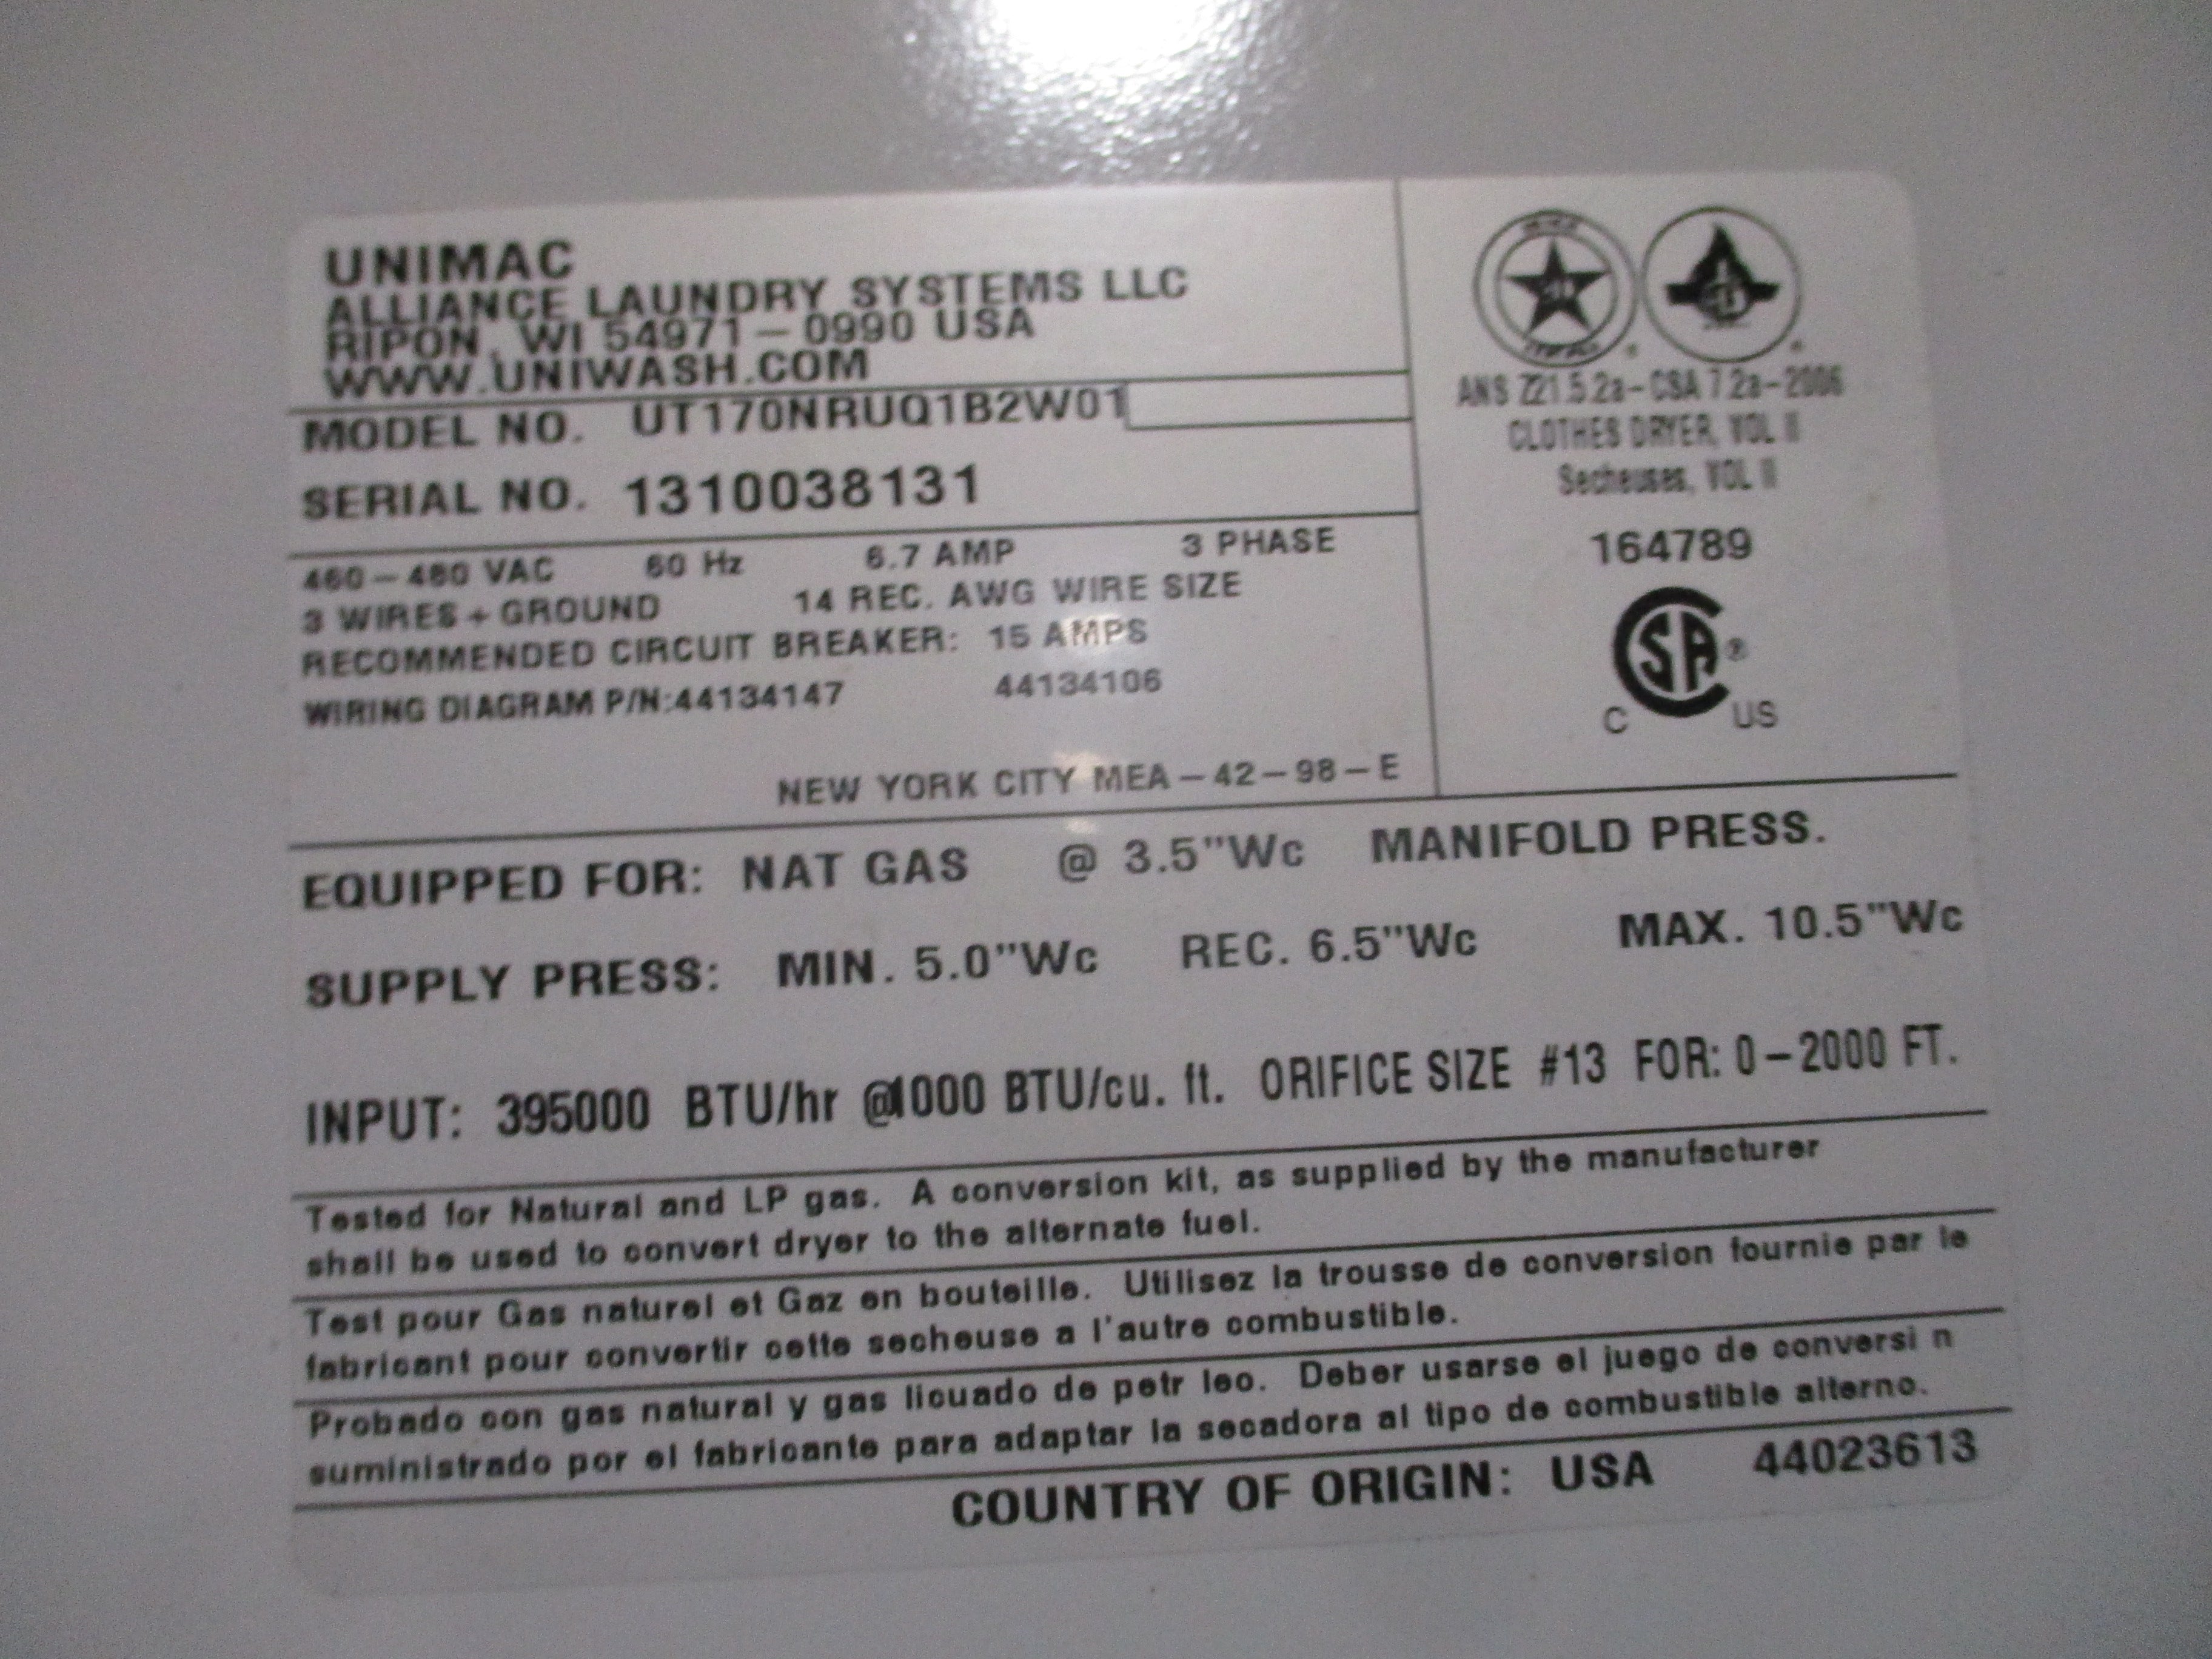 UNIMAC
ALLIANCE LAUNDRY SYSTEMS LLC
RIPON, WI 54971-0990 USA
WWW.UNIWASH.COM
MODEL NO. UT170NRUQ1B2W01
SERIAL NO. 1310038131
460-480 VAC 60 Hz 6.7 AMP 3 PHASE
3 WIRES + GROUND 14 REC. AWG WIRE SIZE
RECOMMENDED CIRCUIT BREAKER: 15 AMPS
WIRING DIAGRAM P/N:44134147 44134106
NEW YORK CITY MEA-42-98-E
ANS Z21.5.2a-CSA 7.2a-2006
CLOTHES DRYER, VOL II
Secheuses, VOL II
164789
CSA®
C US
EQUIPPED FOR: NAT GAS @ 3.5"Wc MANIFOLD PRESS.
SUPPLY PRESS: MIN. 5.0"Wc REC. 6.5"Wc MAX. 10.5"Wc
INPUT: 395000 BTU/hr @1000 BTU/cu. ft. ORIFICE SIZE #13 FOR: 0-2000 FT.
Tested for Natural and LP gas. A conversion kit, as supplied by the manufacturer
shall be used to convert dryer to the alternate fuel.
Test pour Gas naturel et Gaz en bouteille. Utilisez la trousse de conversion fournie par le
fabricant pour convertir cette secheuse a l'autre combustible.
Probado con gas natural y gas licuado de petr leo. Deber usarse el juego de conversi n
suministrado por el fabricante para adaptar la secadora al tipo de combustible alterno.
COUNTRY OF ORIGIN: USA 44023613